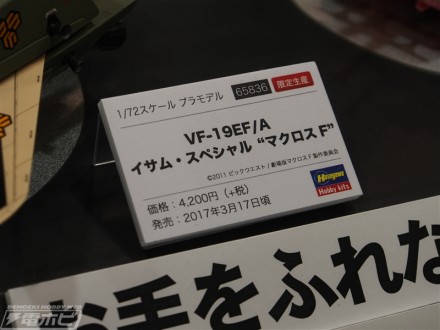 1/72スケール プラモデル 65836 限定生産
VF-19EF/A
イサム・スペシャル “マクロスF”
©2011 ビックウエスト/劇場版マクロスF製作委員会
価格：4,200円（+税）
発売：2017年3月17日頃
Hasegawa
Hobby kits
お手をふれな
DENGEKI HOBBY WEB
電ホビ